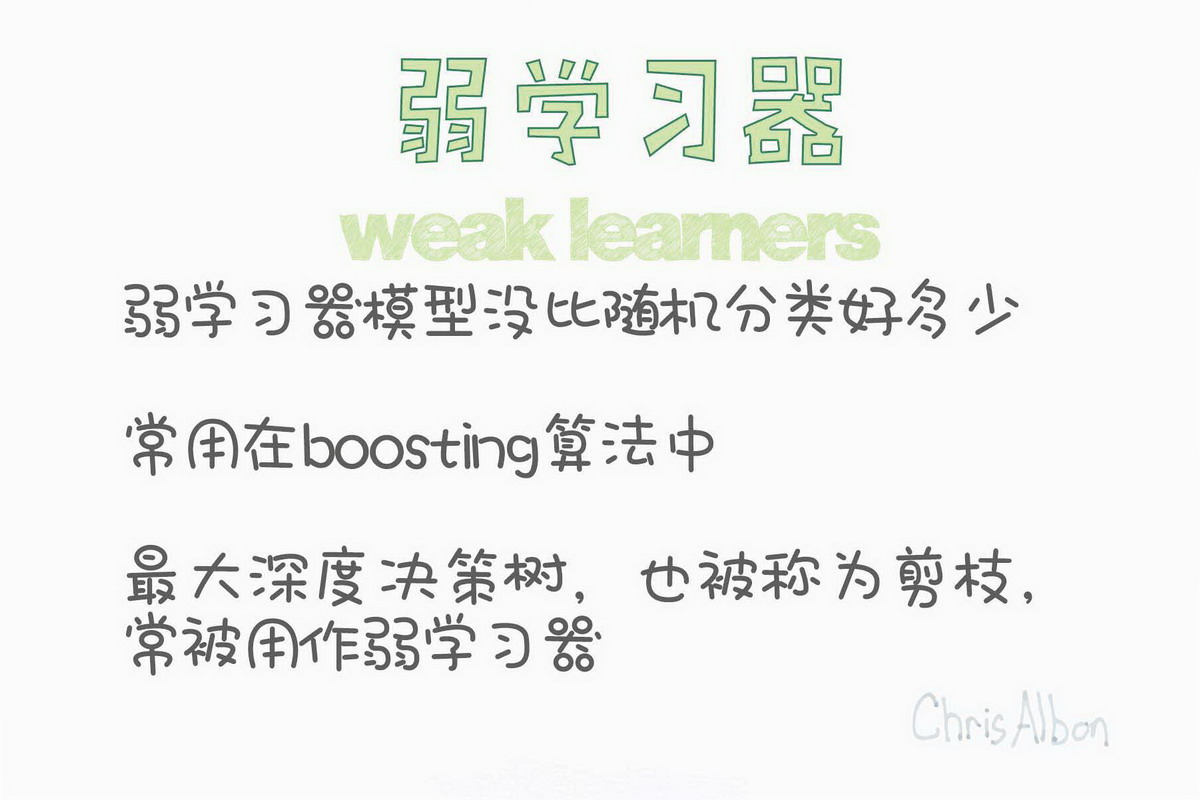 弱学习器
weak learners
弱学习器模型没比随机分类好多少
常用在boosting算法中
最大深度决策树，也被称为剪枝，
常被用作弱学习器
Chris Albon